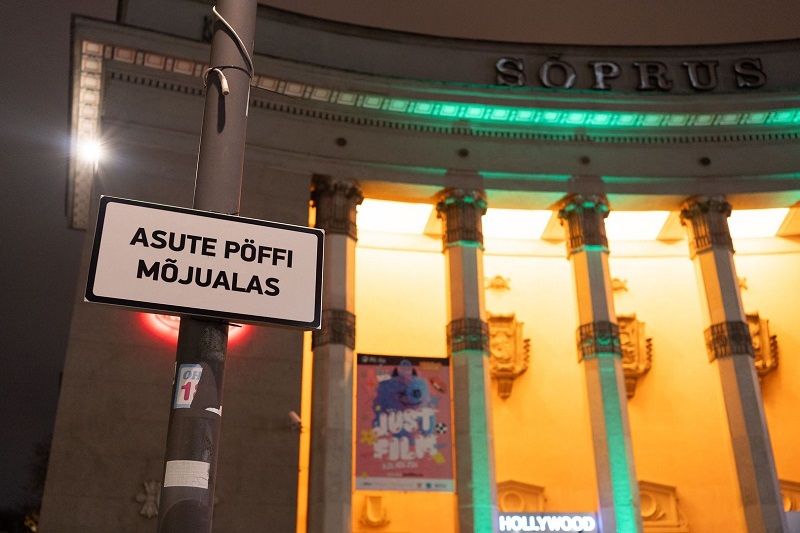 SÕPRUS
ASUTE PÖFFI
MÕJUALAS
JUST
FILM
HOLLYWOOD